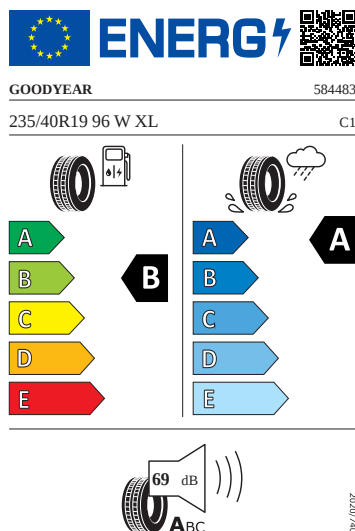 ENERG
GOODYEAR 584483
235/40R19 96 W XL C1
A
B
C
D
E
B
A
B
C
D
E
A
69 dB
ABC